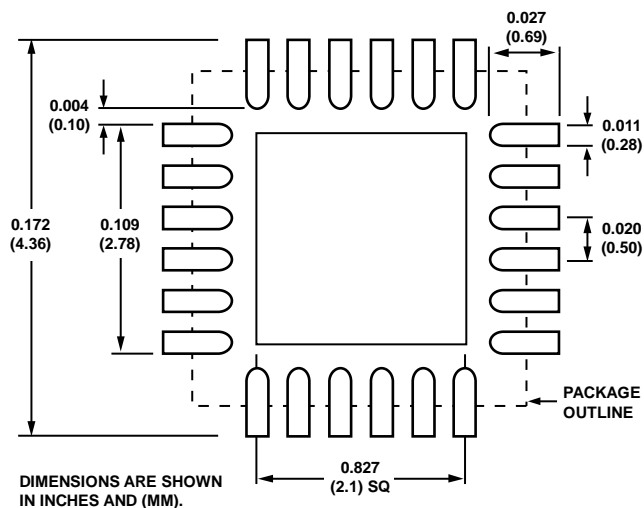 0.027
(0.69)
0.004
(0.10)
0.011
(0.28)
0.172
(4.36)
0.109
(2.78)
0.020
(0.50)
PACKAGE
OUTLINE
0.827
(2.1) SQ
DIMENSIONS ARE SHOWN
IN INCHES AND (MM).